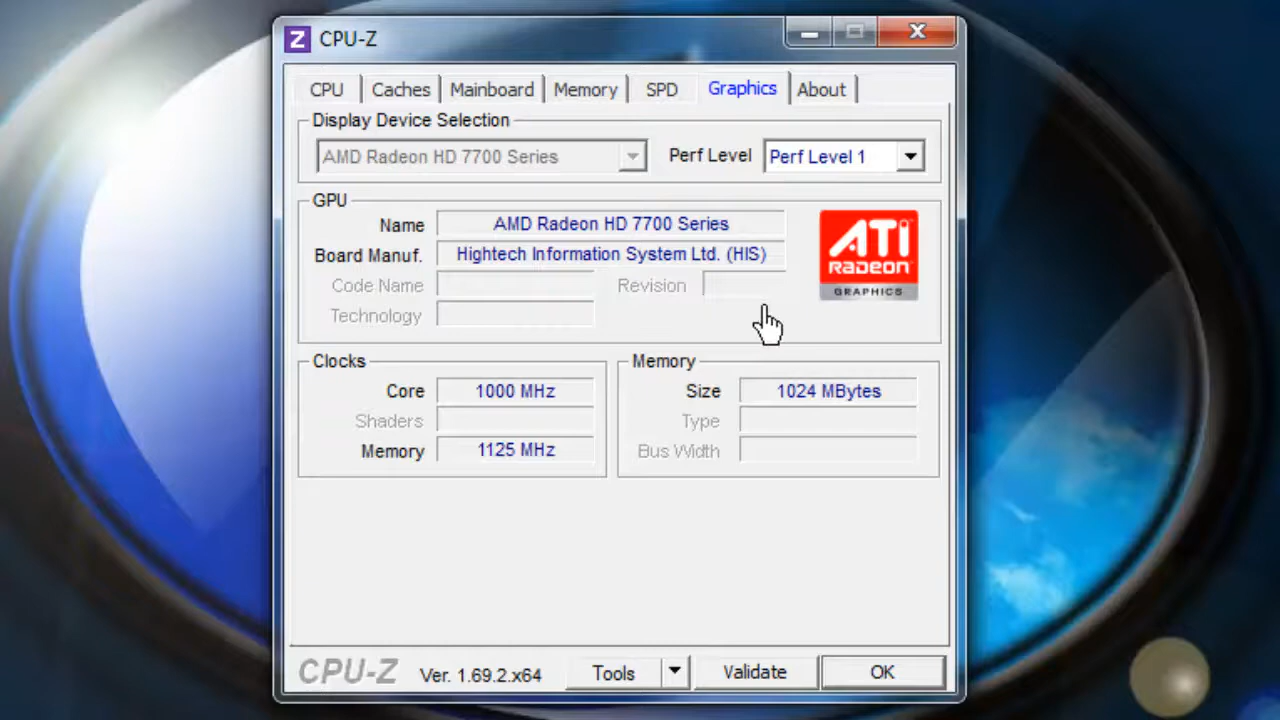 Z CPU-Z
CPU Caches Mainboard Memory SPD Graphics About
Display Device Selection
AMD Radeon HD 7700 Series Perf Level Perf Level 1
GPU
Name AMD Radeon HD 7700 Series
Board Manuf. Hightech Information System Ltd. (HIS)
Code Name Revision
Technology
ATI
RADEON
GRAPHICS
Clocks
Core 1000 MHz
Shaders
Memory 1125 MHz
Memory
Size 1024 MBytes
Type
Bus Width
CPU-Z Ver. 1.69.2.x64 Tools Validate OK